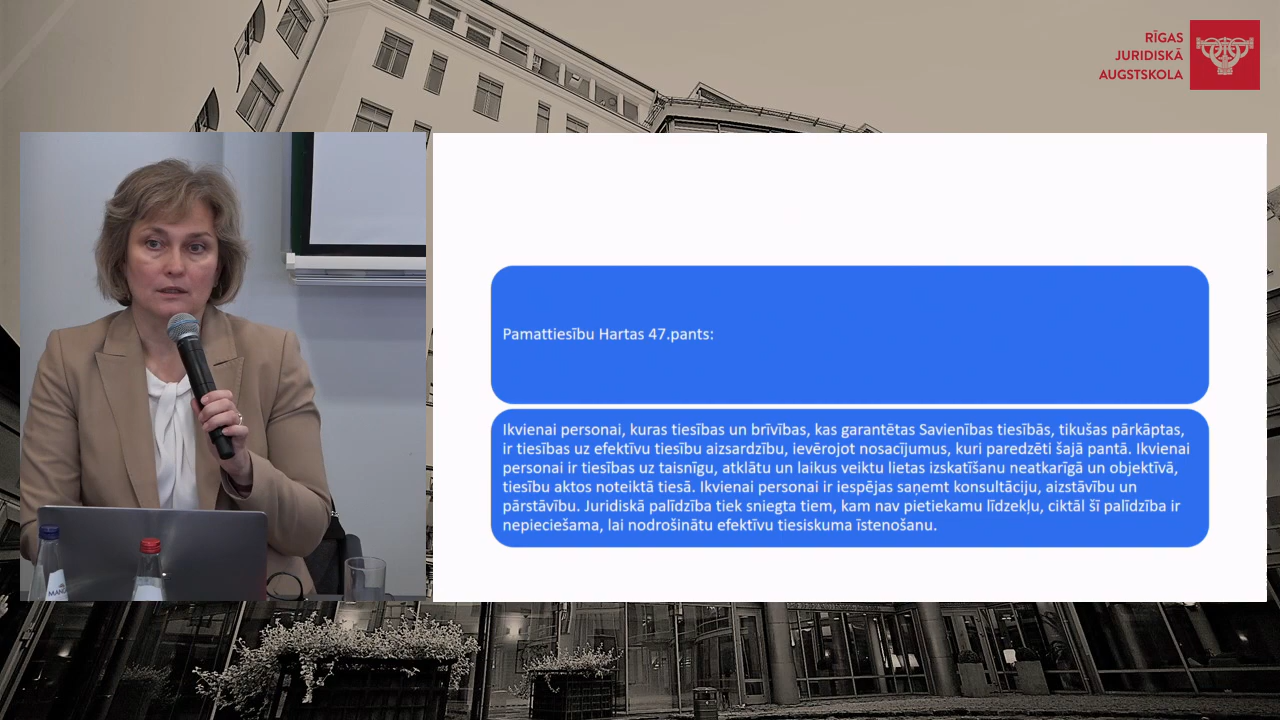 RĪGAS
JURIDISKĀ
AUGSTSKOLA
Pamattiesību Hartas 47.pants:
Ikvienai personai, kuras tiesības un brīvības, kas garantētas Savienības tiesībās, tikušas pārkāptas,
ir tiesības uz efektīvu tiesību aizsardzību, ievērojot nosacījumus, kuri paredzēti šajā pantā. Ikvienai
personai ir tiesības uz taisnīgu, atklātu un laikus veiktu lietas izskatīšanu neatkarīgā un objektīvā,
tiesību aktos noteiktā tiesā. Ikvienai personai ir iespējas saņemt konsultāciju, aizstāvību un
pārstāvību. Juridiskā palīdzība tiek sniegta tiem, kam nav pietiekamu līdzekļu, ciktāl šī palīdzība ir
nepieciešama, lai nodrošinātu efektīvu tiesiskuma īstenošanu.